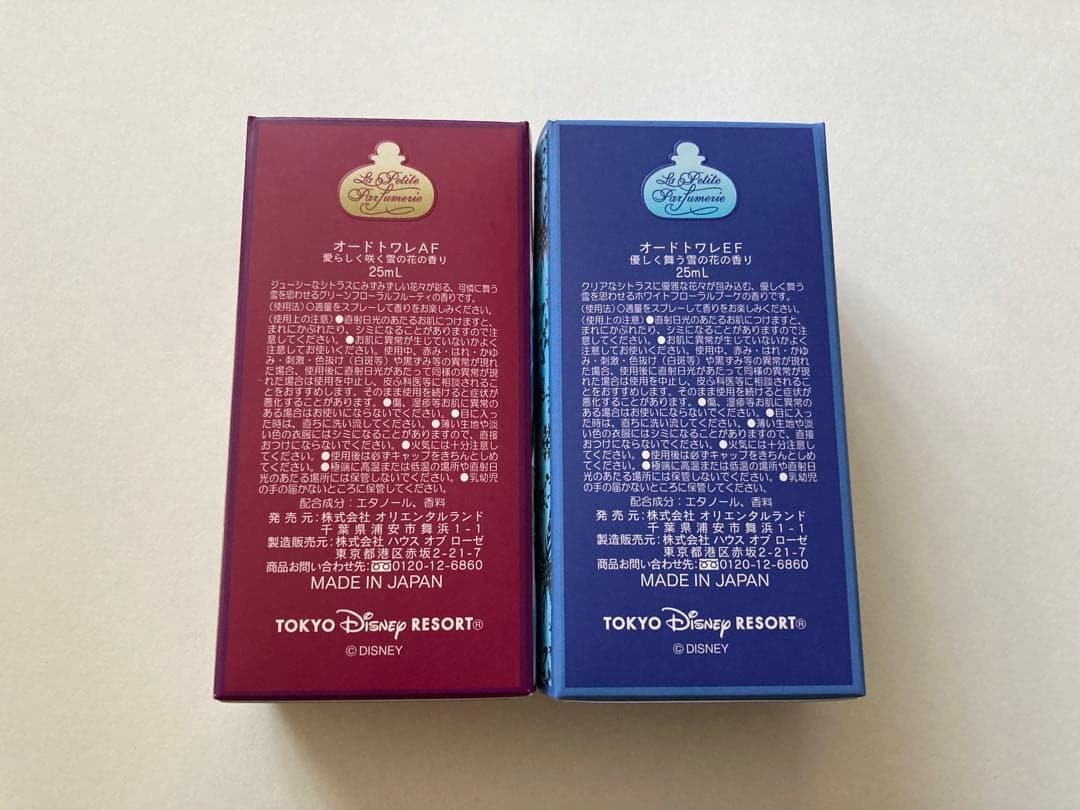 La Petite
Parfumerie
オードトワレAF
愛らしく咲く雪の花の香り
25mL
ジューシーなシトラスにみずみずしい花々が彩る、可憐に舞う
雪を思わせるグリーンフローラルフルーティの香りです。
〈使用法〉○適量をスプレーして香りをお楽しみください。
〈使用上の注意〉●直射日光のあたるお肌につけますと、
まれにかぶれたり、シミになることがありますので注
意してください。●お肌に異常が生じていないかよく
注意してお使いください。使用中、赤み・はれ・かゆ
み・刺激・色抜け（白斑等）や黒ずみ等の異常が現れ
た場合、使用後に直射日光があたって同様の異常が現
れた場合は使用を中止し、皮ふ科医等に相談されるこ
とをおすすめします。そのまま使用を続けると症状が
悪化することがあります。●傷、湿疹等お肌に異常の
ある場合はお使いにならないでください。●目に入っ
た時は、直ちに洗い流してください。●薄い生地や淡
い色の衣服にはシミになることがありますので、直接
おつけにならないでください。●火気には十分注意し
てください。●使用後は必ずキャップをきちんとしめ
てください。●極端に高温または低温の場所や直射日
光のあたる場所には保管しないでください。●乳幼児
の手の届かないところに保管してください。
配合成分：エタノール、香料
発売元：株式会社 オリエンタルランド
千葉県浦安市舞浜1-1
製造販売元：株式会社 ハウス オブ ローゼ
東京都港区赤坂2-21-7
商品お問い合わせ先：0120-12-6860
MADE IN JAPAN
TOKYO Disney RESORT®
© DISNEY
La Petite
Parfumerie
オードトワレEF
優しく舞う雪の花の香り
25mL
クリアなシトラスに優雅な花々が包み込む、優しく舞う
雪を思わせるホワイトフローラルブーケの香りです。
〈使用法〉○適量をスプレーして香りをお楽しみください。
〈使用上の注意〉●直射日光のあたるお肌につけますと、
まれにかぶれたり、シミになることがありますので注
意してください。●お肌に異常が生じていないかよく
注意してお使いください。使用中、赤み・はれ・かゆ
み・刺激・色抜け（白斑等）や黒ずみ等の異常が現れ
た場合、使用後に直射日光があたって同様の異常が現
れた場合は使用を中止し、皮ふ科医等に相談されるこ
とをおすすめします。そのまま使用を続けると症状が
悪化することがあります。●傷、湿疹等お肌に異常の
ある場合はお使いにならないでください。●目に入っ
た時は、直ちに洗い流してください。●薄い生地や淡
い色の衣服にはシミになることがありますので、直接
おつけにならないでください。●火気には十分注意し
てください。●使用後は必ずキャップをきちんとしめ
てください。●極端に高温または低温の場所や直射日
光のあたる場所には保管しないでください。●乳幼児
の手の届かないところに保管してください。
配合成分：エタノール、香料
発売元：株式会社 オリエンタルランド
千葉県浦安市舞浜1-1
製造販売元：株式会社 ハウス オブ ローゼ
東京都港区赤坂2-21-7
商品お問い合わせ先：0120-12-6860
MADE IN JAPAN
TOKYO Disney RESORT®
© DISNEY